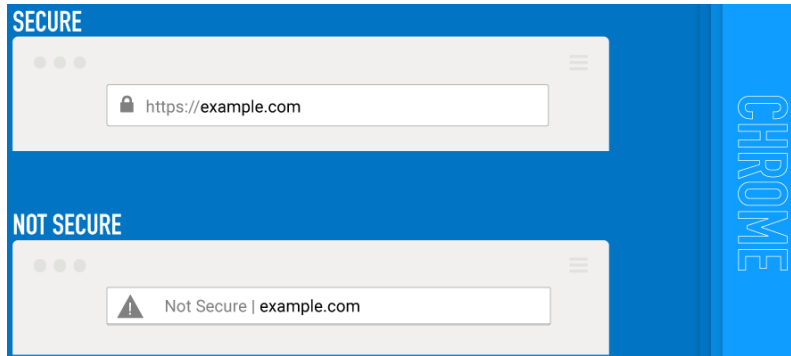 SECURE
https://example.com
NOT SECURE
Not Secure | example.com
CHROME